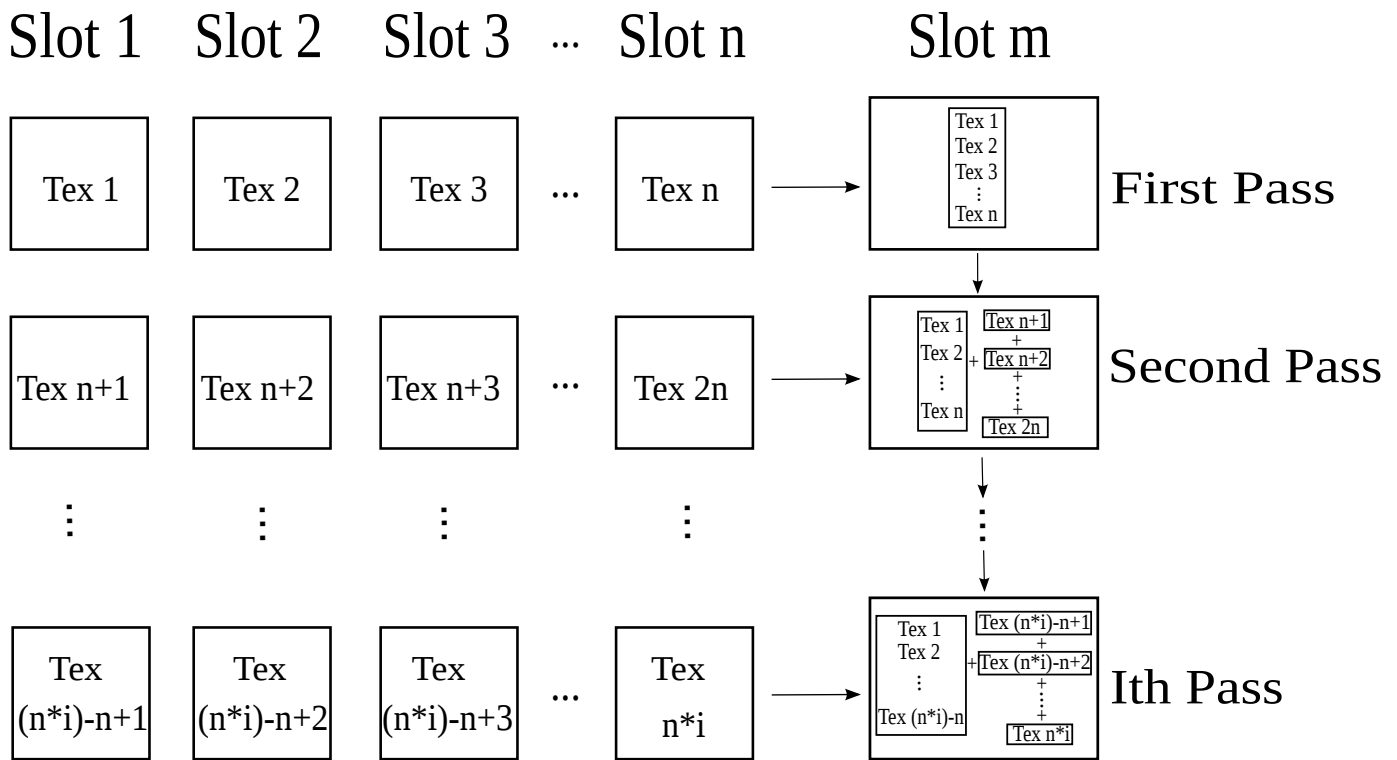 Slot 1 Slot 2 Slot 3 ... Slot n Slot m
Tex 1 Tex 2 Tex 3 ... Tex n
Tex 1
Tex 2
Tex 3
⋮
Tex n
First Pass
Tex n+1 Tex n+2 Tex n+3 ... Tex 2n
Tex 1
Tex 2
⋮
Tex n
+
Tex n+1
+
Tex n+2
+
⋮
+
Tex 2n
Second Pass
⋮ ⋮ ⋮ ⋮ ⋮
Tex
(n*i)-n+1
Tex
(n*i)-n+2
Tex
(n*i)-n+3
...
Tex
n*i
Tex 1
Tex 2
⋮
Tex (n*i)-n
+
Tex (n*i)-n+1
+
Tex (n*i)-n+2
+
⋮
+
Tex n*i
Ith Pass